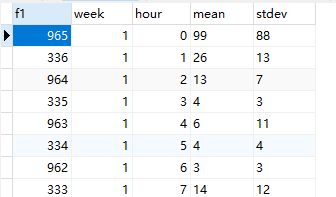 f1 week hour mean stdev
965 1 0 99 88
336 1 1 26 13
964 1 2 13 7
335 1 3 4 3
963 1 4 6 11
334 1 5 4 4
962 1 6 3 3
333 1 7 14 12